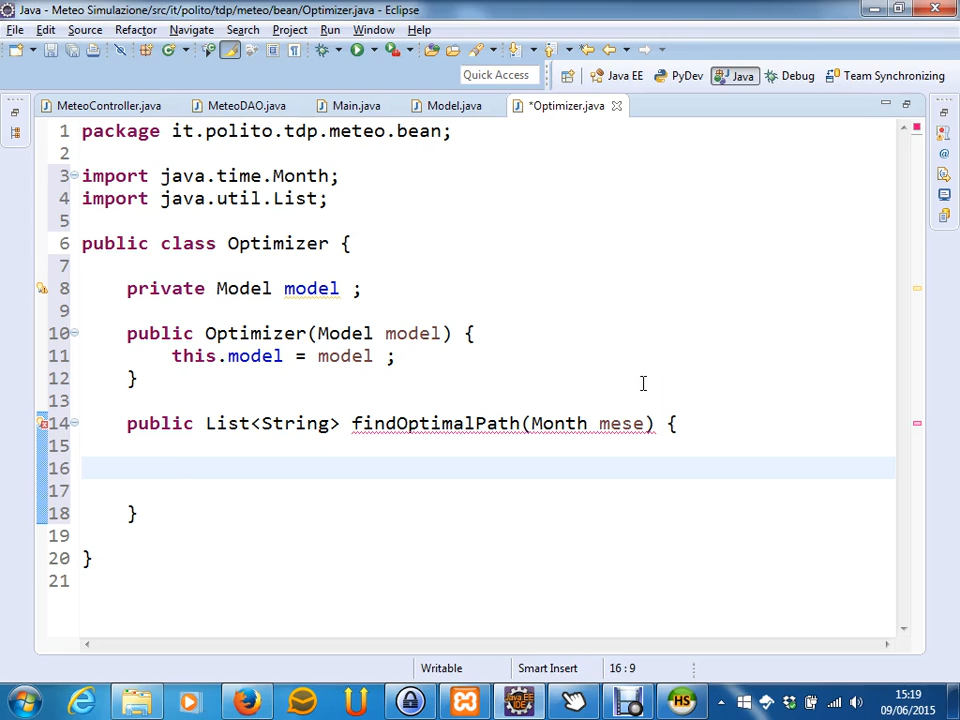 Java - Meteo Simulazione/src/it/polito/tdp/meteo/bean/Optimizer.java - Eclipse
File Edit Source Refactor Navigate Search Project Run Window Help
Quick Access Java EE PyDev Java Debug Team Synchronizing
MeteoController.java MeteoDAO.java Main.java Model.java *Optimizer.java
1 package it.polito.tdp.meteo.bean;
2
3 import java.time.Month;
4 import java.util.List;
5
6 public class Optimizer {
7
8 private Model model ;
9
10 public Optimizer(Model model) {
11 this.model = model ;
12 }
13
14 public List<String> findOptimalPath(Month mese) {
15
16
17
18 }
19
20 }
21
Writable Smart Insert 16 : 9
Java EE IDE HS 15:19
09/06/2015